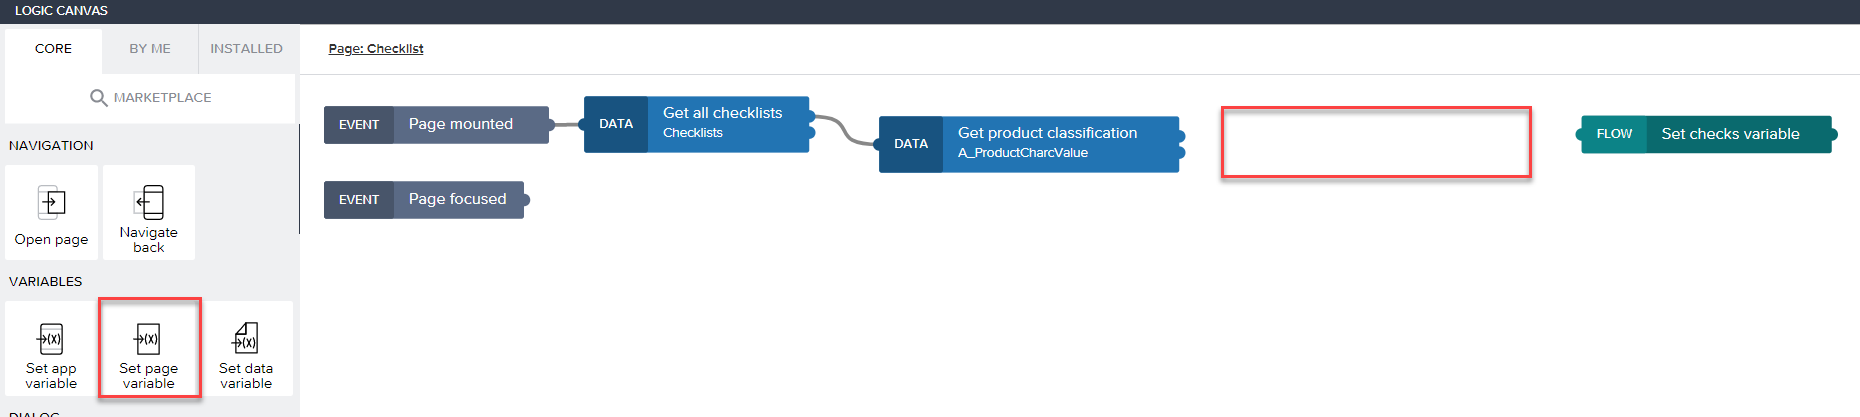 LOGIC CANVAS
CORE
BY ME
INSTALLED
MARKETPLACE
NAVIGATION
Open page
Navigate
back
VARIABLES
Set app
variable
Set page
variable
Set data
variable
DIALOG
Page: Checklist
EVENT
Page mounted
DATA
Get all checklists
Checklists
DATA
Get product classification
A_ProductCharcValue
FLOW
Set checks variable
EVENT
Page focused